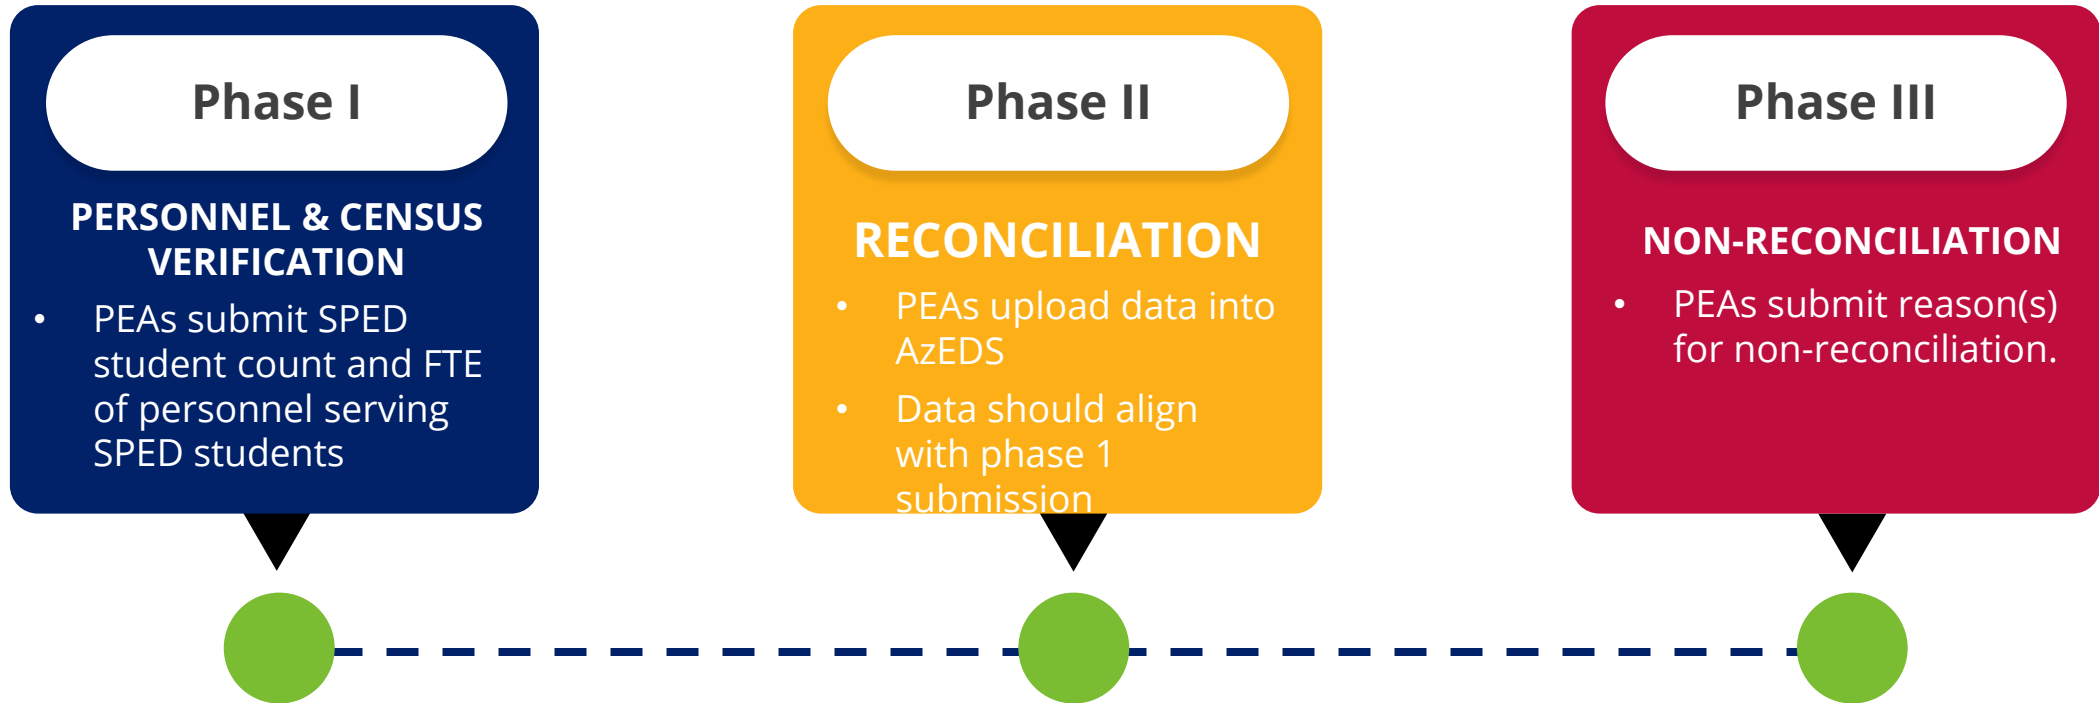 Phase I
PERSONNEL & CENSUS
VERIFICATION
• PEAs submit SPED
student count and FTE
of personnel serving
SPED students
Phase II
RECONCILIATION
• PEAs upload data into
AzEDS
• Data should align
with phase 1
submission
Phase III
NON-RECONCILIATION
• PEAs submit reason(s)
for non-reconciliation.